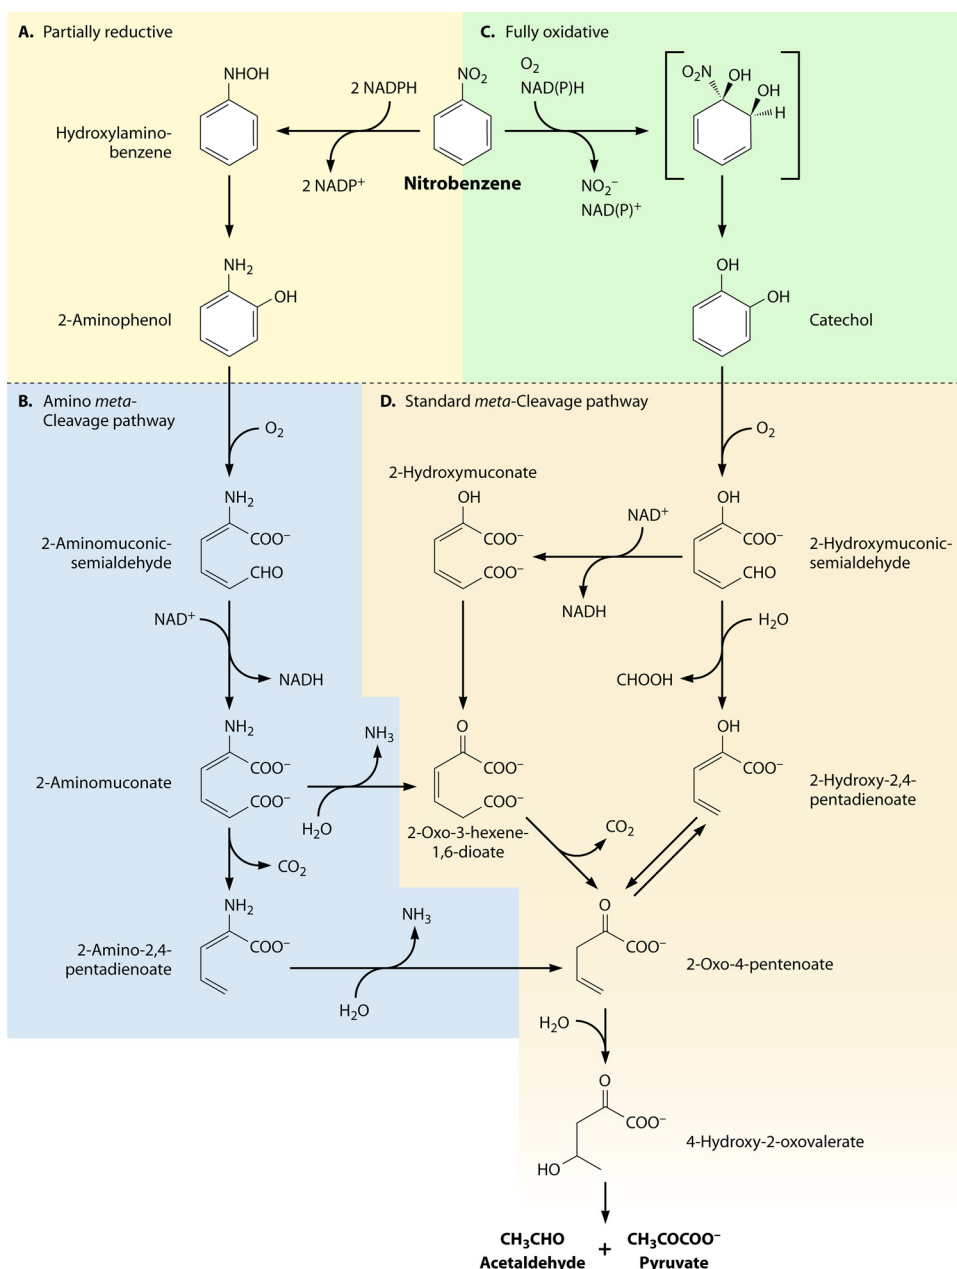 A. Partially reductive
C. Fully oxidative
NHOH
Hydroxylamino-
benzene
2 NADPH
2 NADP⁺
NO₂
Nitrobenzene
O₂
NAD(P)H
NO₂⁻
NAD(P)⁺
O₂N
OH
OH
H
NH₂
OH
2-Aminophenol
OH
OH
Catechol
B. Amino meta-
Cleavage pathway
D. Standard meta-Cleavage pathway
O₂
O₂
NH₂
COO⁻
CHO
2-Aminomuconic-
semialdehyde
2-Hydroxymuconate
OH
COO⁻
COO⁻
NAD⁺
NADH
OH
COO⁻
CHO
2-Hydroxymuconic-
semialdehyde
NAD⁺
NADH
H₂O
CHOOH
NH₂
COO⁻
COO⁻
2-Aminomuconate
NH₃
H₂O
O
COO⁻
COO⁻
2-Oxo-3-hexene-
1,6-dioate
OH
COO⁻
2-Hydroxy-2,4-
pentadienoate
CO₂
CO₂
NH₂
COO⁻
2-Amino-2,4-
pentadienoate
NH₃
H₂O
O
COO⁻
2-Oxo-4-pentenoate
H₂O
O
COO⁻
HO
4-Hydroxy-2-oxovalerate
CH₃CHO + CH₃COCOO⁻
Acetaldehyde Pyruvate